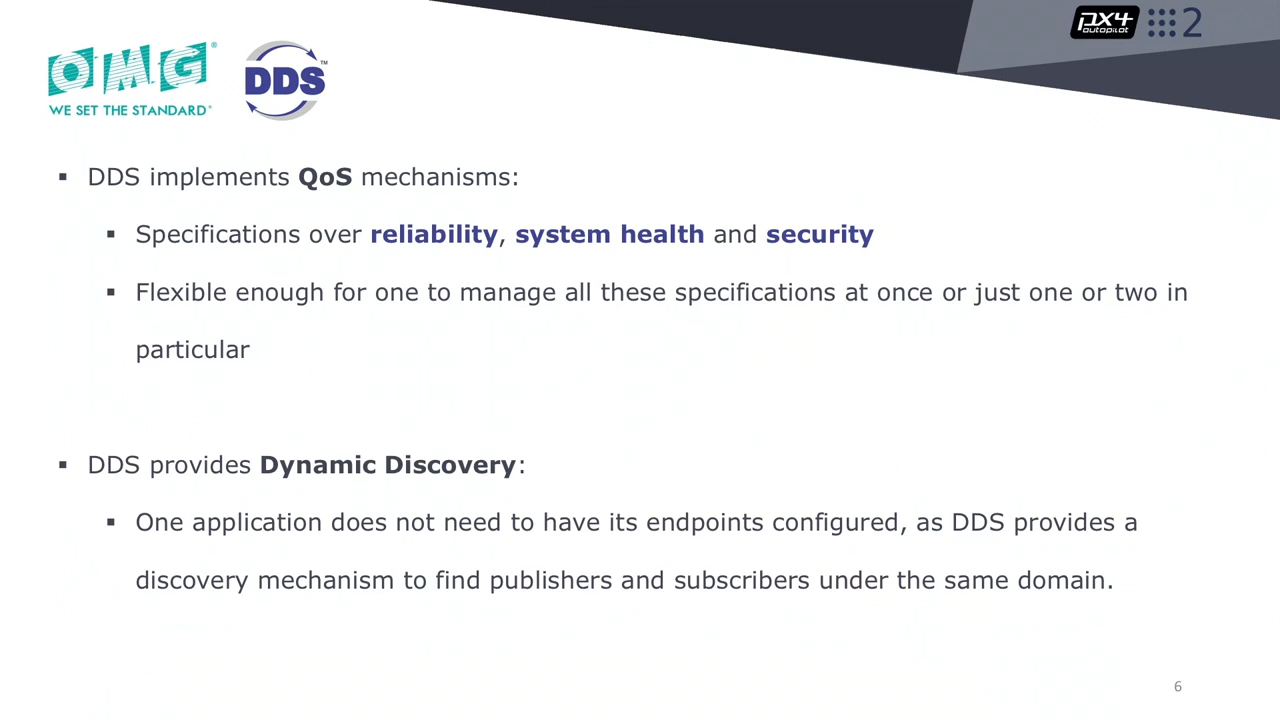 OMG®
WE SET THE STANDARD®
DDS™
px4
autopilot
2
▪ DDS implements QoS mechanisms:
▪ Specifications over reliability, system health and security
▪ Flexible enough for one to manage all these specifications at once or just one or two in
particular
▪ DDS provides Dynamic Discovery:
▪ One application does not need to have its endpoints configured, as DDS provides a
discovery mechanism to find publishers and subscribers under the same domain.
6